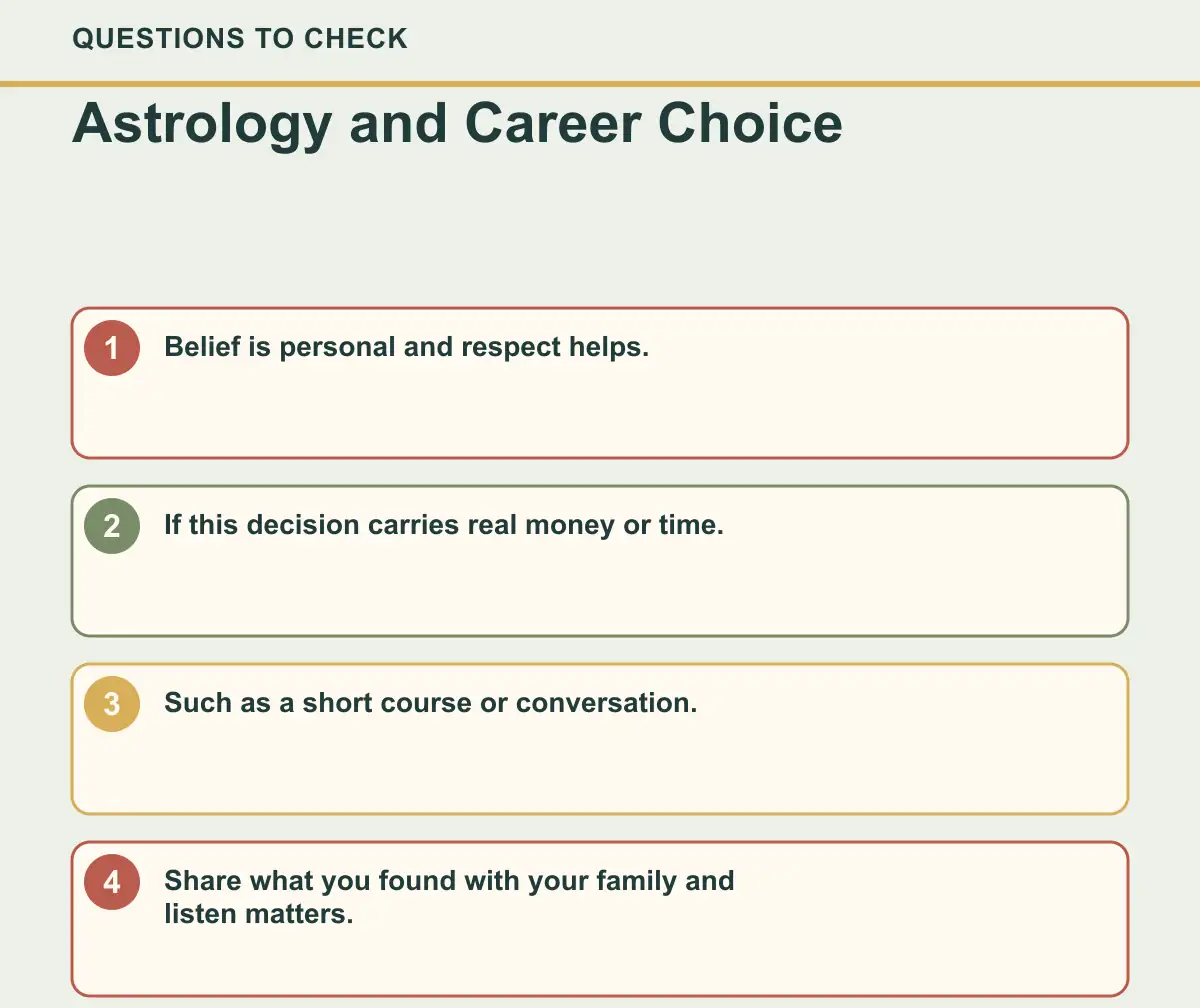 QUESTIONS TO CHECK
Astrology and Career Choice
1
Belief is personal and respect helps.
2
If this decision carries real money or time.
3
Such as a short course or conversation.
4
Share what you found with your family and
listen matters.